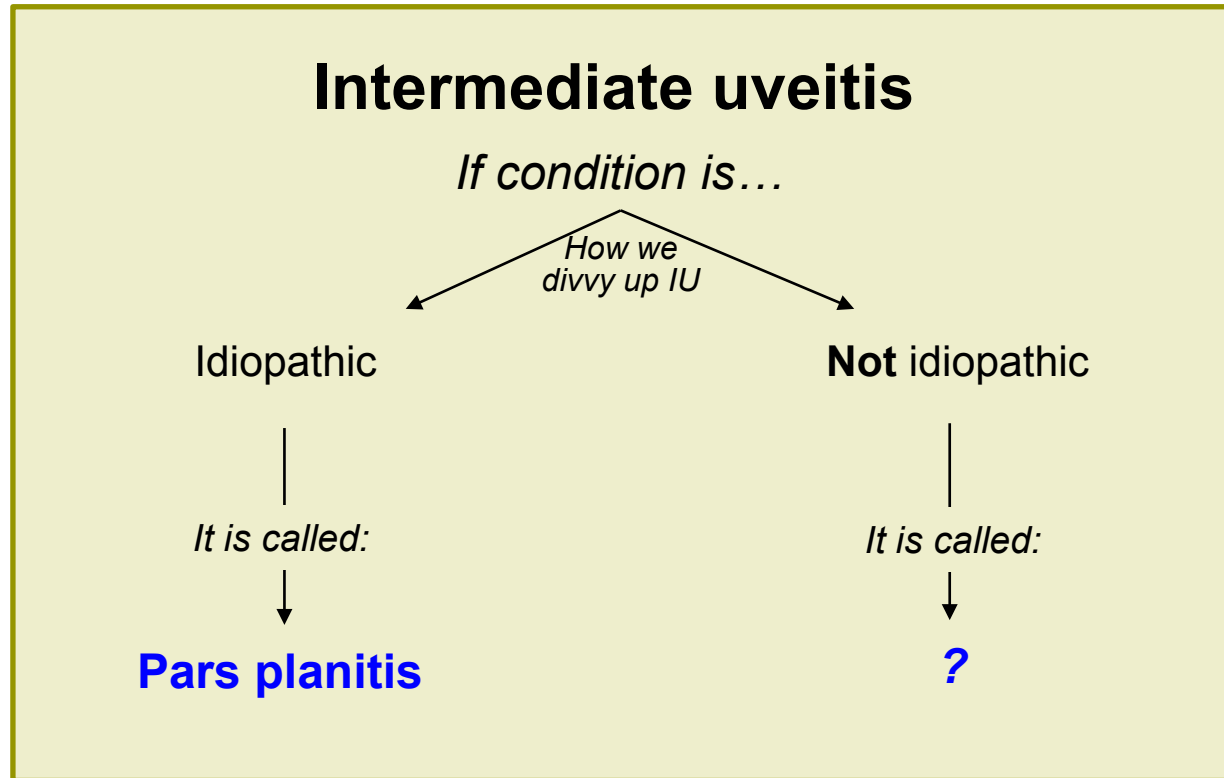 Intermediate uveitis
If condition is…
How we
divvy up IU
Idiopathic
Not idiopathic
It is called:
It is called:
Pars planitis
?